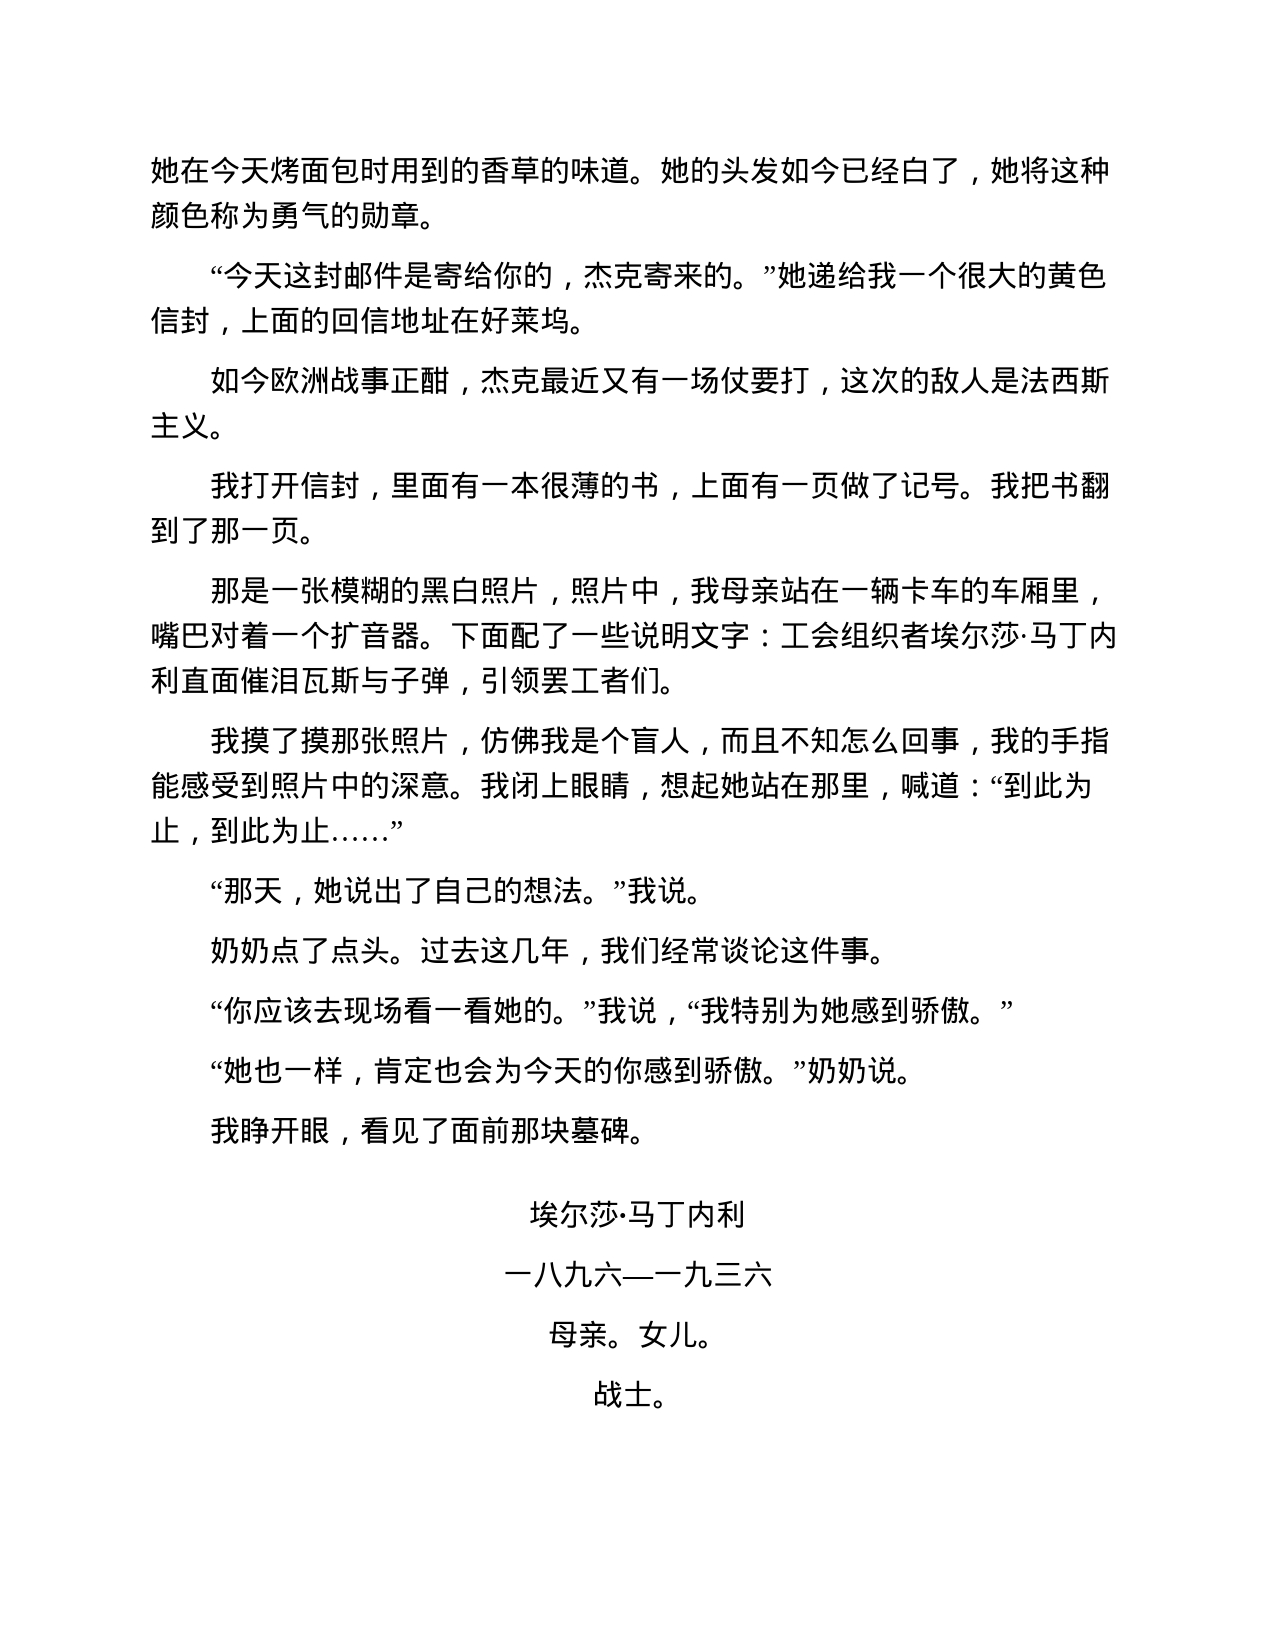 她在今天烤面包时用到的香草的味道。她的头发如今已经白了，她将这种
颜色称为勇气的勋章。
“今天这封邮件是寄给你的，杰克寄来的。”她递给我一个很大的黄色
信封，上面的回信地址在好莱坞。
如今欧洲战事正酣，杰克最近又有一场仗要打，这次的敌人是法西斯
主义。
我打开信封，里面有一本很薄的书，上面有一页做了记号。我把书翻
到了那一页。
那是一张模糊的黑白照片，照片中，我母亲站在一辆卡车的车厢里，
嘴巴对着一个扩音器。下面配了一些说明文字：工会组织者埃尔莎·马丁内
利直面催泪瓦斯与子弹，引领罢工者们。
我摸了摸那张照片，仿佛我是个盲人，而且不知怎么回事，我的手指
能感受到照片中的深意。我闭上眼睛，想起她站在那里，喊道：“到此为
止，到此为止……”
“那天，她说出了自己的想法。”我说。
奶奶点了点头。过去这几年，我们经常谈论这件事。
“你应该去现场看一看她的。”我说，“我特别为她感到骄傲。”
“她也一样，肯定也会为今天的你感到骄傲。”奶奶说。
我睁开眼，看见了面前那块墓碑。
埃尔莎·马丁内利
一八九六—一九三六
母亲。女儿。
战士。